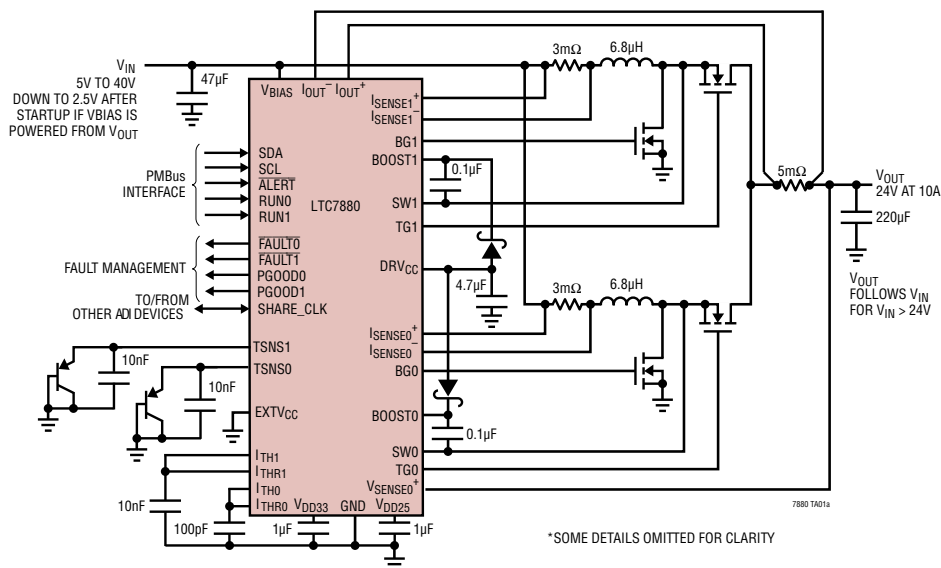 VIN
5V TO 40V
DOWN TO 2.5V AFTER
STARTUP IF VBIAS IS
POWERED FROM VOUT
47µF
VBIAS
IOUT−
IOUT+
3mΩ
6.8µH
ISENSE1+
ISENSE1−
BG1
BOOST1
0.1µF
SW1
TG1
5mΩ
VOUT
24V AT 10A
220µF
VOUT
FOLLOWS VIN
FOR VIN > 24V
PMBus
INTERFACE
SDA
SCL
ALERT
RUN0
RUN1
LTC7880
FAULT MANAGEMENT
FAULT0
FAULT1
PGOOD0
PGOOD1
TO/FROM
OTHER ADI DEVICES
SHARE_CLK
DRVCC
4.7µF
3mΩ
6.8µH
ISENSE0+
ISENSE0−
BG0
BOOST0
0.1µF
SW0
TG0
VSENSE0+
TSNS1
10nF
TSNS0
10nF
EXTVCC
ITH1
ITHR1
ITH0
ITHR0
VDD33
GND
VDD25
10nF
100pF
1µF
1µF
7880 TA01a
*SOME DETAILS OMITTED FOR CLARITY